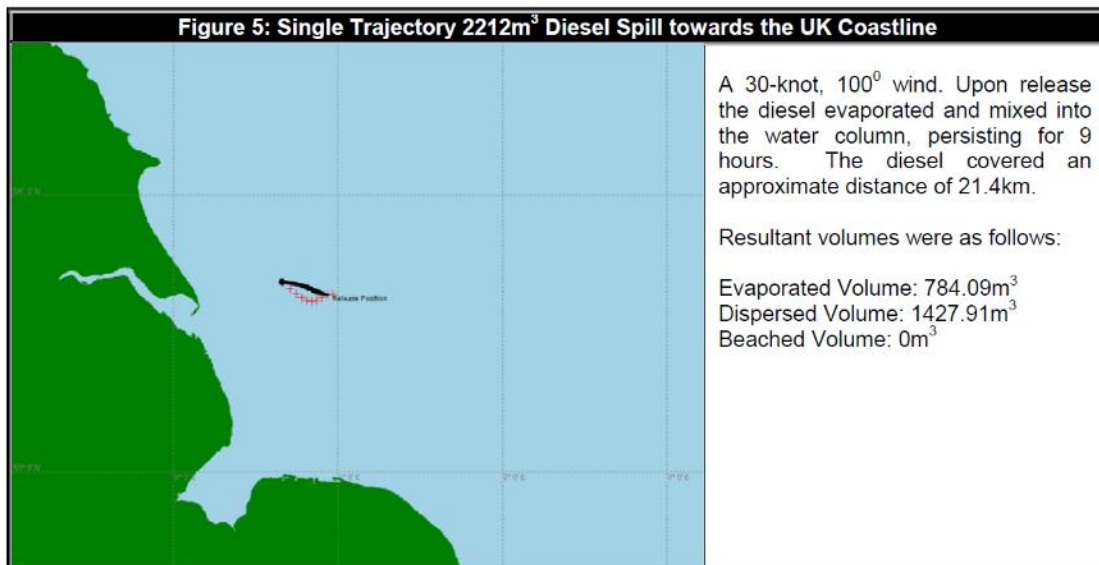 Figure 5: Single Trajectory 2212m³ Diesel Spill towards the UK Coastline
A 30-knot, 100⁰ wind. Upon release
the diesel evaporated and mixed into
the water column, persisting for 9
hours. The diesel covered an
approximate distance of 21.4km.
Resultant volumes were as follows:
Evaporated Volume: 784.09m³
Dispersed Volume: 1427.91m³
Beached Volume: 0m³
Release Position